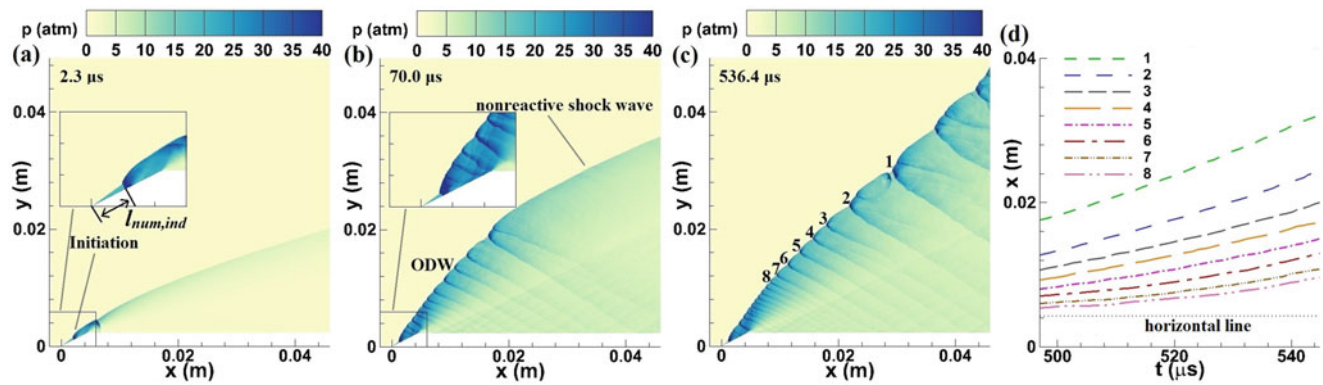 p (atm)
0 5 10 15 20 25 30 35 40
(a)
2.3 μs
0.04
l_num,ind
Initiation
0.02
0
y (m)
0 0.02 0.04
x (m)
p (atm)
0 5 10 15 20 25 30 35 40
(b)
70.0 μs
nonreactive shock wave
0.04
0.02
ODW
0
y (m)
0 0.02 0.04
x (m)
p (atm)
0 5 10 15 20 25 30 35 40
(c)
536.4 μs
0.04
1
2
3
4
5
6
7
8
0.02
0
y (m)
0 0.02 0.04
x (m)
(d)
0.04
1
2
3
4
5
6
7
8
0.02
x (m)
horizontal line
0
500 520 540
t (μs)